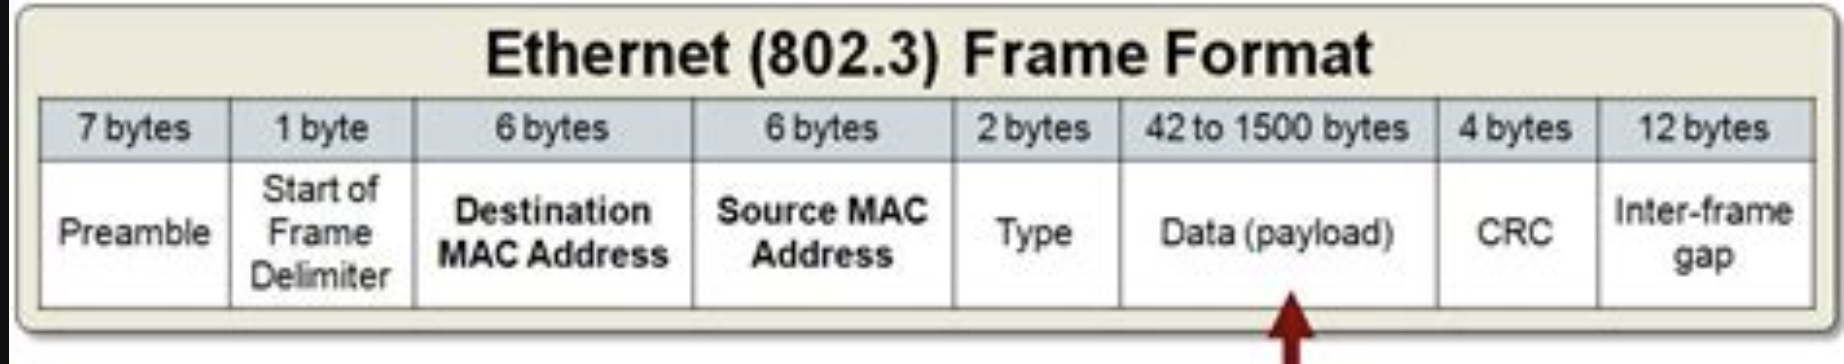 Ethernet (802.3) Frame Format
7 bytes 1 byte 6 bytes 6 bytes 2 bytes 42 to 1500 bytes 4 bytes 12 bytes
Preamble
Start of
Frame
Delimiter
Destination
MAC Address
Source MAC
Address
Type
Data (payload)
CRC
Inter-frame
gap